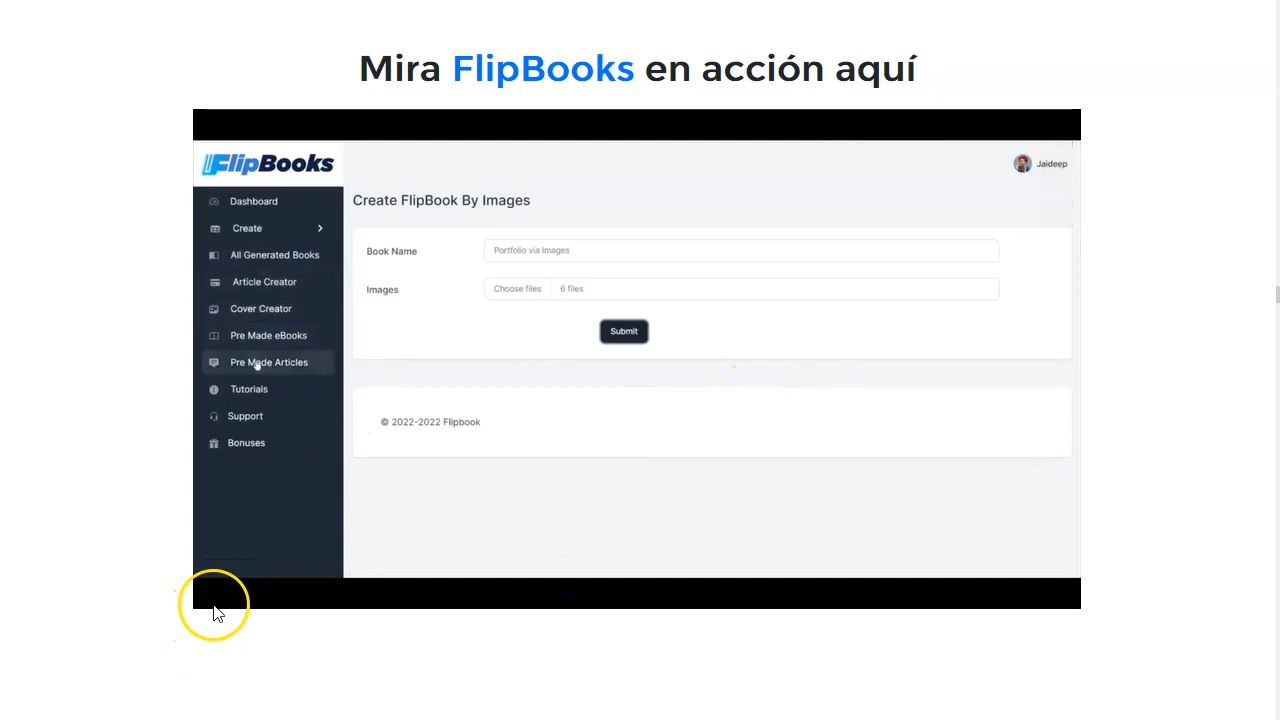 Mira FlipBooks en acción aquí
FlipBooks
Jaideep
Dashboard
Create
All Generated Books
Article Creator
Cover Creator
Pre Made eBooks
Pre Made Articles
Tutorials
Support
Bonuses
Create FlipBook By Images
Book Name
Portfolio via Images
Images
Choose files
6 files
Submit
© 2022-2022 Flipbook